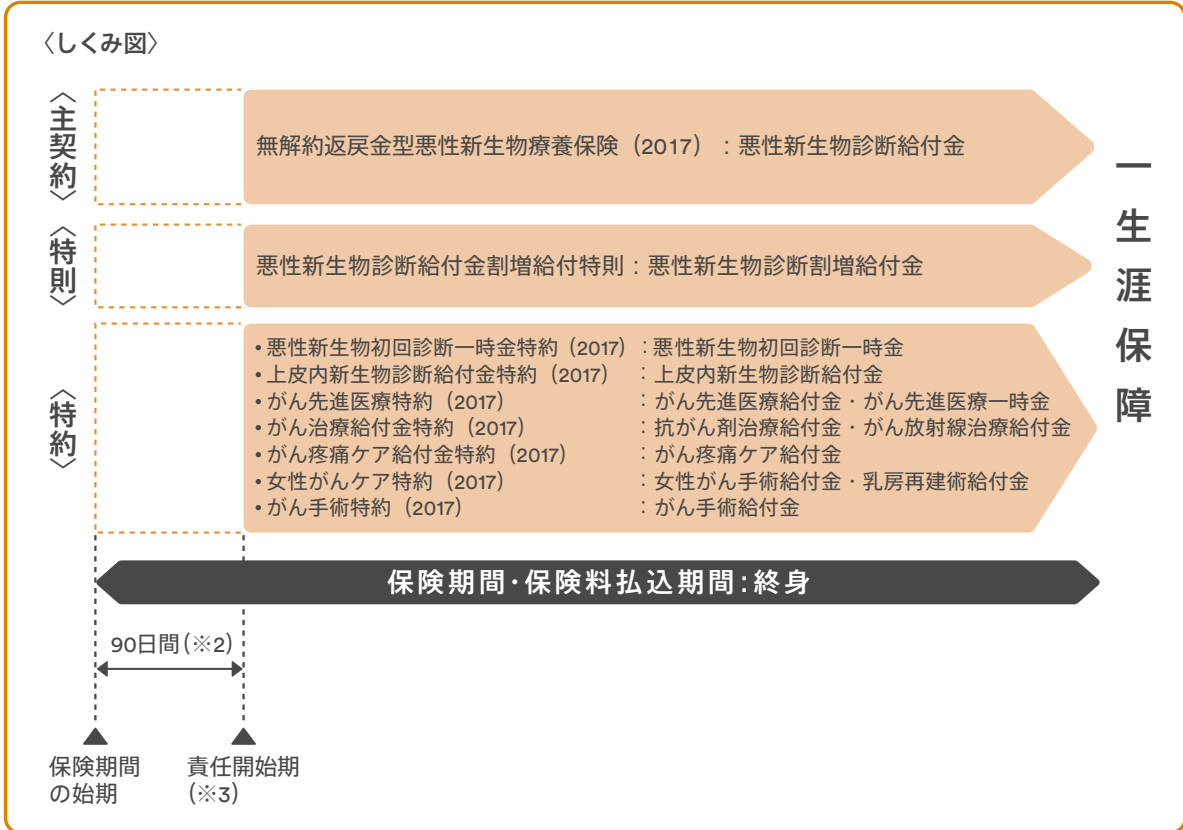 〈しくみ図〉
〈主契約〉
無解約返戻金型悪性新生物療養保険（2017）：悪性新生物診断給付金
〈特則〉
悪性新生物診断給付金割増給付特則：悪性新生物診断割増給付金
〈特約〉
•悪性新生物初回診断一時金特約（2017）：悪性新生物初回診断一時金
•上皮内新生物診断給付金特約（2017）：上皮内新生物診断給付金
•がん先進医療特約（2017）：がん先進医療給付金・がん先進医療一時金
•がん治療給付金特約（2017）：抗がん剤治療給付金・がん放射線治療給付金
•がん疼痛ケア給付金特約（2017）：がん疼痛ケア給付金
•女性がんケア特約（2017）：女性がん手術給付金・乳房再建術給付金
•がん手術特約（2017）：がん手術給付金
一生涯保障
保険期間・保険料払込期間：終身
90日間（※2）
保険期間
の始期
責任開始期
（※3）